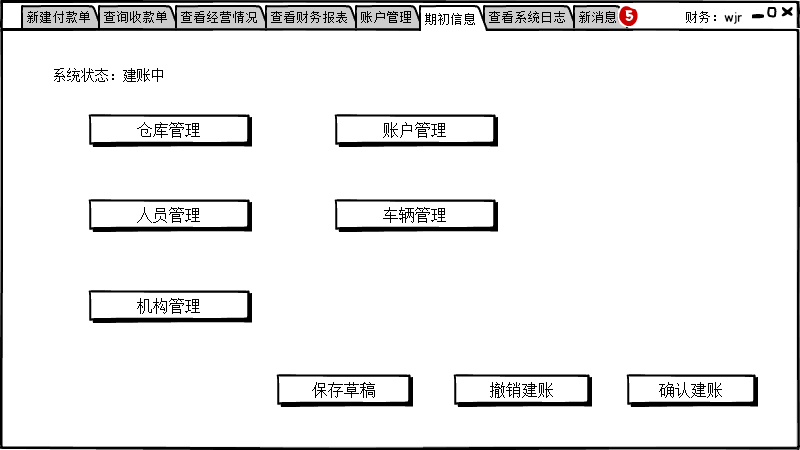 新建付款单 查询收款单 查看经营情况 查看财务报表 账户管理 期初信息 查看系统日志 新消息 5 财务：wjr
系统状态：建账中
仓库管理 账户管理
人员管理 车辆管理
机构管理
保存草稿 撤销建账 确认建账